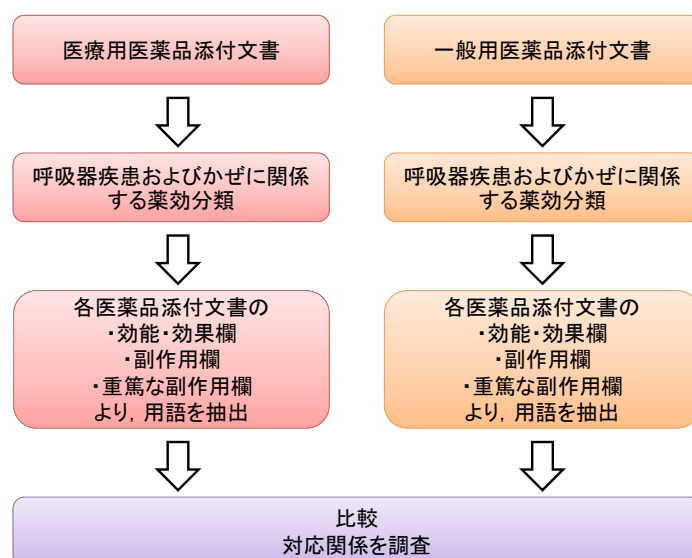 医療用医薬品添付文書
一般用医薬品添付文書
呼吸器疾患およびかぜに関係
する薬効分類
呼吸器疾患およびかぜに関係
する薬効分類
各医薬品添付文書の
・効能・効果欄
・副作用欄
・重篤な副作用欄
より，用語を抽出
各医薬品添付文書の
・効能・効果欄
・副作用欄
・重篤な副作用欄
より，用語を抽出
比較
対応関係を調査